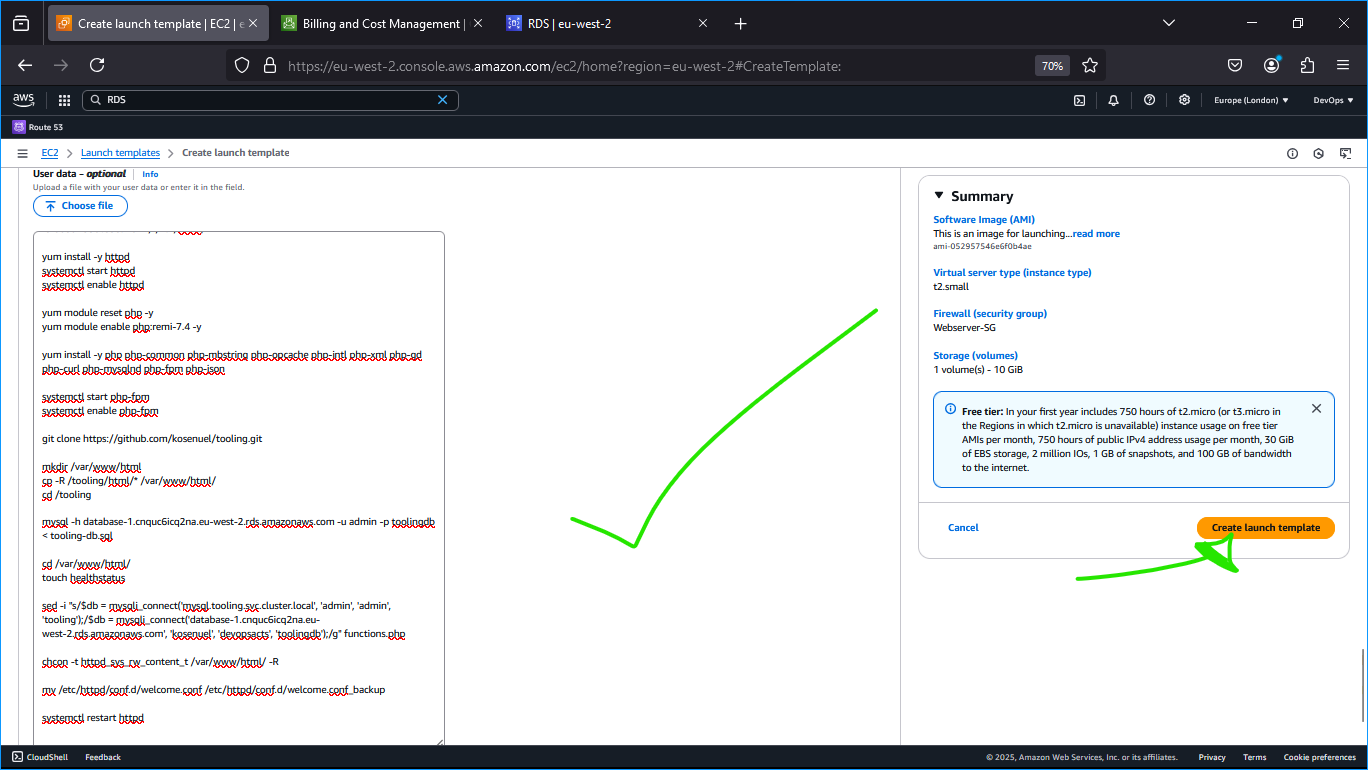 Create launch template | EC2 | e
Billing and Cost Management |
RDS | eu-west-2
https://eu-west-2.console.aws.amazon.com/ec2/home?region=eu-west-2#CreateTemplate:
70%
aws
RDS
Europe (London)
DevOps
Route 53
EC2 > Launch templates > Create launch template
User data - optional
Info
Upload a file with your user data or enter it in the field.
Choose file
yum install -y httpd
systemctl start httpd
systemctl enable httpd
yum module reset php -y
yum module enable php:remi-7.4 -y
yum install -y php php-common php-mbstring php-opcache php-intl php-xml php-gd
php-curl php-mysqlnd php-fpm php-json
systemctl start php-fpm
systemctl enable php-fpm
git clone https://github.com/kosenuel/tooling.git
mkdir /var/www/html
cp -R /tooling/html/* /var/www/html/
cd /tooling
mysql -h database-1.cnquc6icq2na.eu-west-2.rds.amazonaws.com -u admin -p toolingdb
< tooling-db.sql
cd /var/www/html/
touch healthstatus
sed -i "s/$db = mysqli_connect('mysql.tooling.svc.cluster.local', 'admin', 'admin',
'tooling');/$db = mysqli_connect('database-1.cnquc6icq2na.eu-
west-2.rds.amazonaws.com', 'kosenuel', 'devopsacts', 'toolingdb');/g" functions.php
chcon -t httpd_sys_rw_content_t /var/www/html/ -R
mv /etc/httpd/conf.d/welcome.conf /etc/httpd/conf.d/welcome.conf_backup
systemctl restart httpd
Summary
Software Image (AMI)
This is an image for launching...read more
ami-052957546e6f0b4ae
Virtual server type (instance type)
t2.small
Firewall (security group)
Webserver-SG
Storage (volumes)
1 volume(s) - 10 GiB
Free tier: In your first year includes 750 hours of t2.micro (or t3.micro in
the Regions in which t2.micro is unavailable) instance usage on free tier
AMIs per month, 750 hours of public IPv4 address usage per month, 30 GiB
of EBS storage, 2 million IOs, 1 GB of snapshots, and 100 GB of bandwidth
to the internet.
Cancel
Create launch template
CloudShell
Feedback
© 2025, Amazon Web Services, Inc. or its affiliates.
Privacy
Terms
Cookie preferences